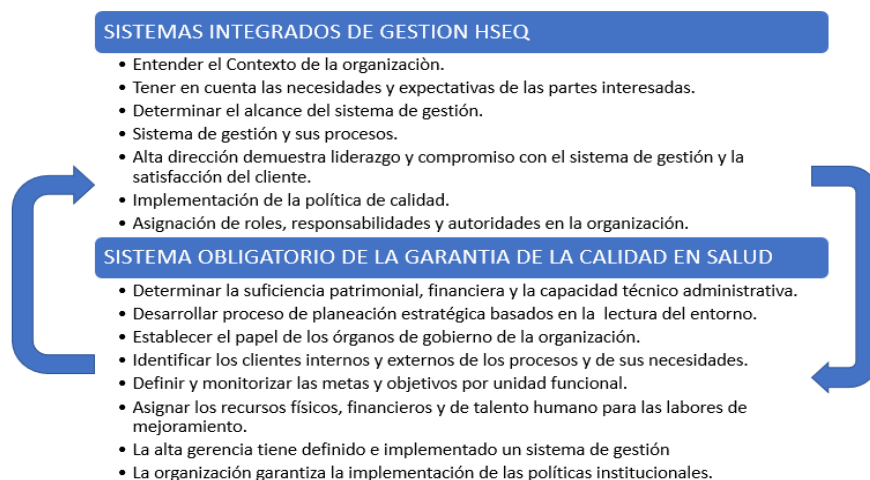 SISTEMAS INTEGRADOS DE GESTION HSEQ
• Entender el Contexto de la organizaciòn.
• Tener en cuenta las necesidades y expectativas de las partes interesadas.
• Determinar el alcance del sistema de gestión.
• Sistema de gestión y sus procesos.
• Alta dirección demuestra liderazgo y compromiso con el sistema de gestión y la
satisfacción del cliente.
• Implementación de la política de calidad.
• Asignación de roles, responsabilidades y autoridades en la organización.
SISTEMA OBLIGATORIO DE LA GARANTIA DE LA CALIDAD EN SALUD
• Determinar la suficiencia patrimonial, financiera y la capacidad técnico administrativa.
• Desarrollar proceso de planeación estratégica basados en la lectura del entorno.
• Establecer el papel de los órganos de gobierno de la organización.
• Identificar los clientes internos y externos de los procesos y de sus necesidades.
• Definir y monitorizar las metas y objetivos por unidad funcional.
• Asignar los recursos físicos, financieros y de talento humano para las labores de
mejoramiento.
• La alta gerencia tiene definido e implementado un sistema de gestión
• La organización garantiza la implementación de las políticas institucionales.